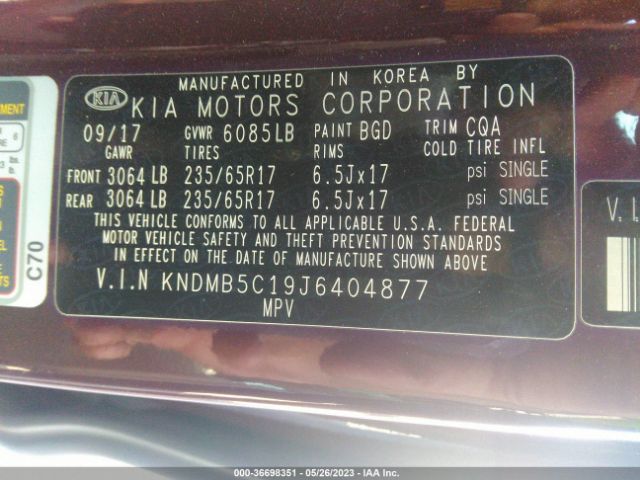 MANUFACTURED IN KOREA BY
KIA KIA MOTORS CORPORATION
09/17 GVWR 6085LB PAINT BGD TRIM CQA
GAWR TIRES RIMS COLD TIRE INFL
FRONT 3064 LB 235/65R17 6.5Jx17 psi SINGLE
REAR 3064 LB 235/65R17 6.5Jx17 psi SINGLE
THIS VEHICLE CONFORMS TO ALL APPLICABLE U.S.A. FEDERAL
MOTOR VEHICLE SAFETY AND THEFT PREVENTION STANDARDS
IN EFFECT ON THE DATE OF MANUFACTURE SHOWN ABOVE.
V.I.N KNDMB5C19J6404877
MPV
C70
V.I.
000-36698351 - 05/26/2023 - IAA Inc.